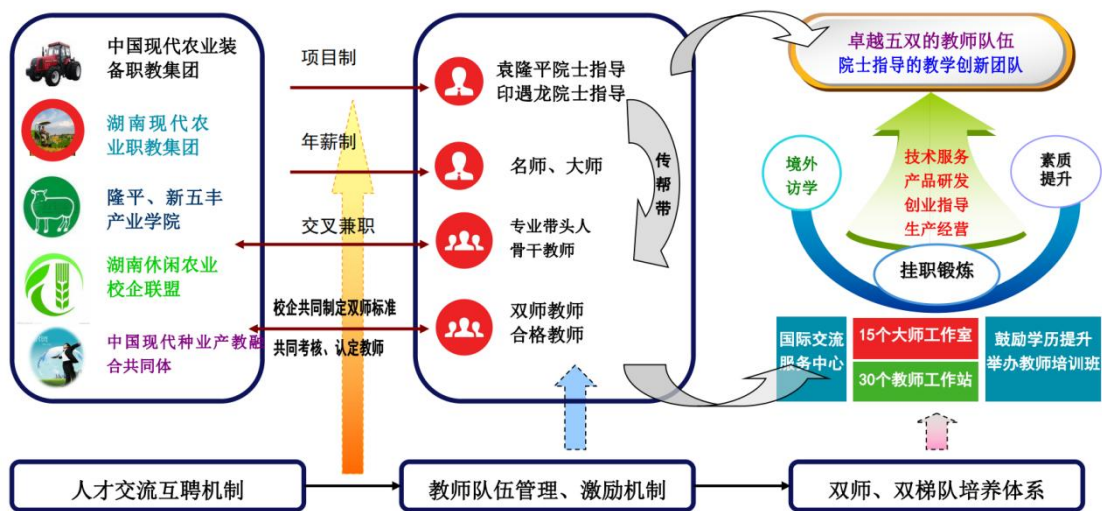 中国现代农业装
备职教集团
湖南现代农
业职教集团
隆平、新五丰
产业学院
湖南休闲农业
校企联盟
中国现代种业产教融
合共同体
项目制
年薪制
交叉兼职
校企共同制定双师标准
共同考核、认定教师
袁隆平院士指导
印遇龙院士指导
名师、大师
专业带头人
骨干教师
双师教师
合格教师
传
帮
带
卓越五双的教师队伍
院士指导的教学创新团队
境外
访学
技术服务
产品研发
创业指导
生产经营
素质
提升
挂职锻炼
国际交流
服务中心
15个大师工作室
30个教师工作站
鼓励学历提升
举办教师培训班
人才交流互聘机制
教师队伍管理、激励机制
双师、双梯队培养体系